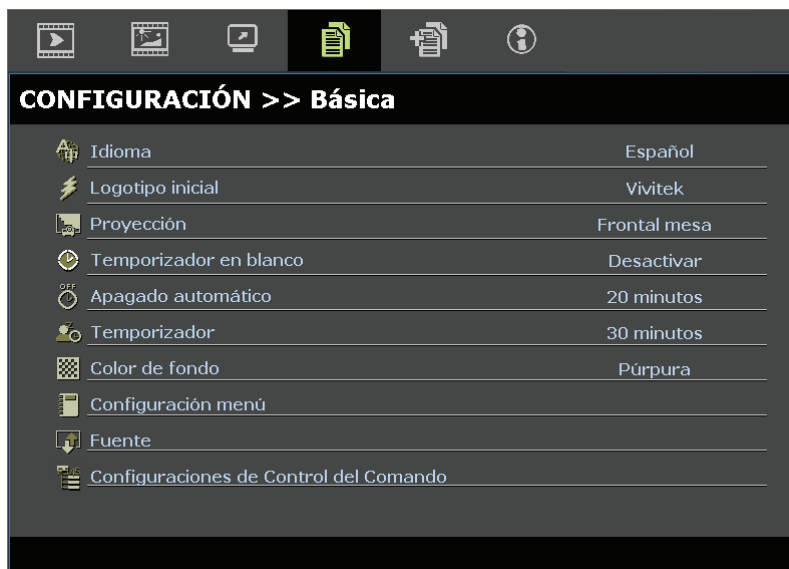 CONFIGURACIÓN >> Básica
Idioma Español
Logotipo inicial Vivitek
Proyección Frontal mesa
Temporizador en blanco Desactivar
OFF
Apagado automático 20 minutos
Temporizador 30 minutos
Color de fondo Púrpura
Configuración menú
Fuente
Configuraciones de Control del Comando